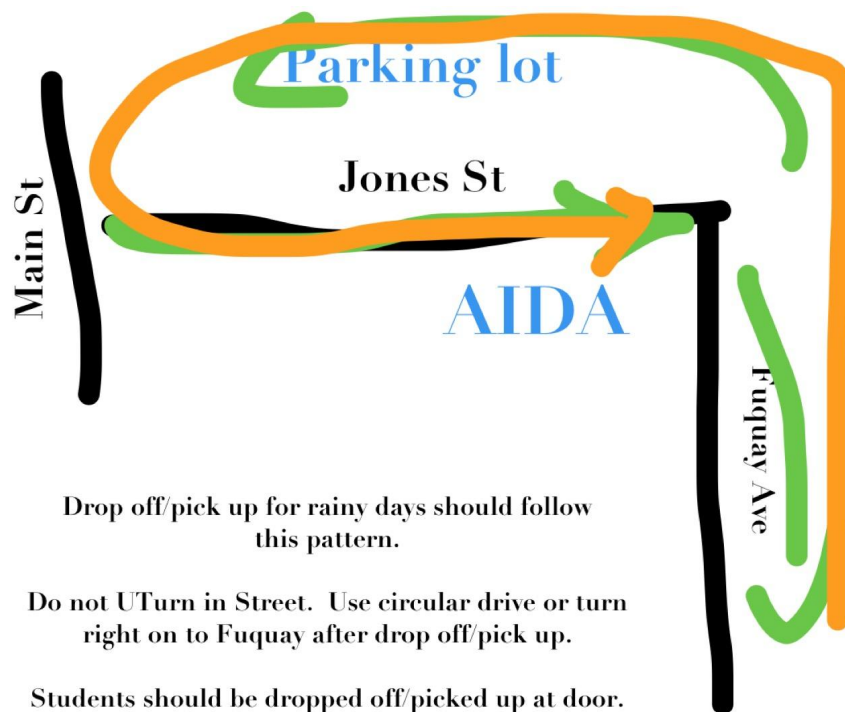 Parking lot
Jones St
Main St
AIDA
Fuquay Ave
Drop off/pick up for rainy days should follow
this pattern.
Do not UTurn in Street. Use circular drive or turn
right on to Fuquay after drop off/pick up.
Students should be dropped off/picked up at door.